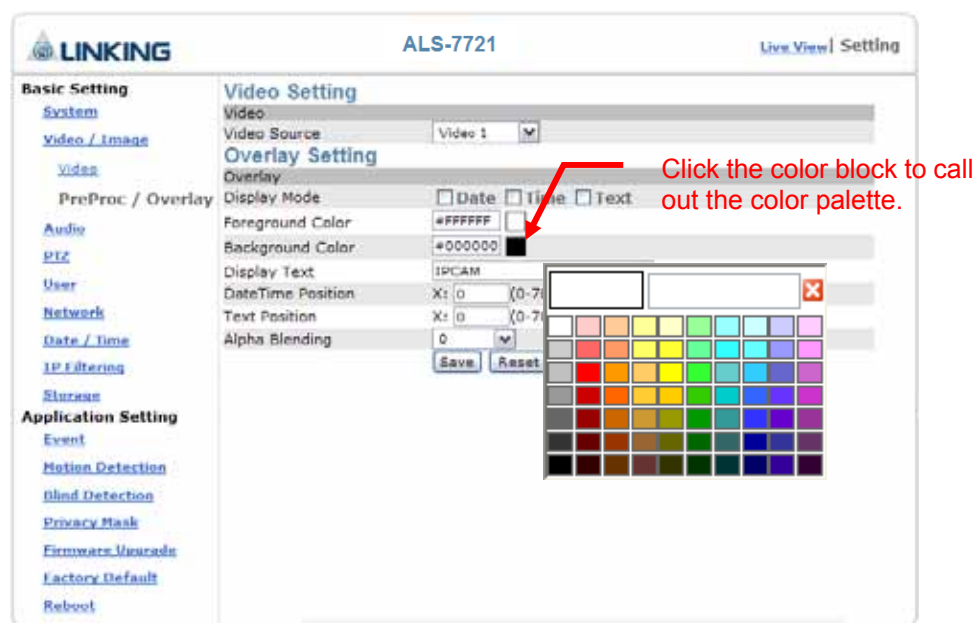 LINKING
ALS-7721
Live View| Setting
Basic Setting
System
Video / Image
Video
PreProc / Overlay
Audio
PTZ
User
Network
Date / Time
IP Filtering
Storage
Application Setting
Event
Motion Detection
Blind Detection
Privacy Mask
Firmware Upgrade
Factory Default
Reboot
Video Setting
Video
Video Source Video 1
Overlay Setting
Overlay
Display Mode Date Time Text
Foreground Color #FFFFFF
Background Color #000000
Display Text IPCAM
DateTime Position X: 0 (0-70
Text Position X: 0 (0-70
Alpha Blending 0
Save Reset
Click the color block to call
out the color palette.